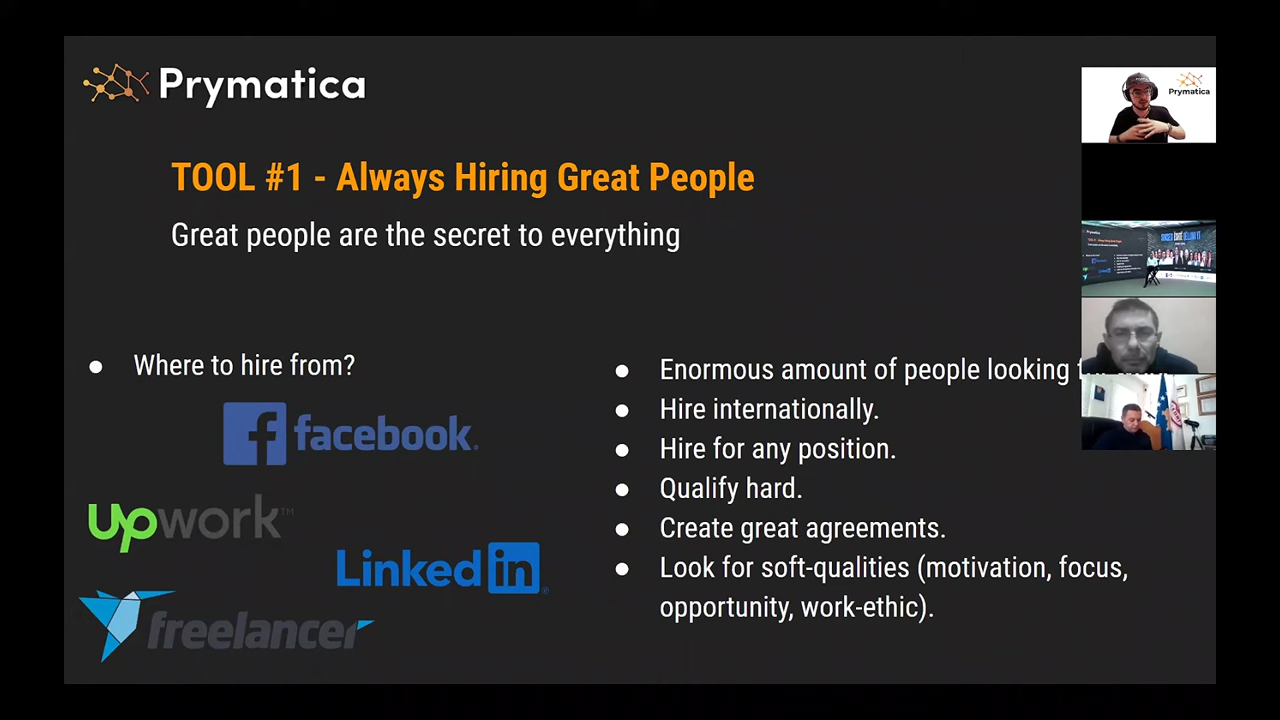 Prymatica
TOOL #1 - Always Hiring Great People
Great people are the secret to everything
Where to hire from?
facebook
upwork™
Linkedin
freelancer
Enormous amount of people looking
Hire internationally.
Hire for any position.
Qualify hard.
Create great agreements.
Look for soft-qualities (motivation, focus,
opportunity, work-ethic).
Prymatica